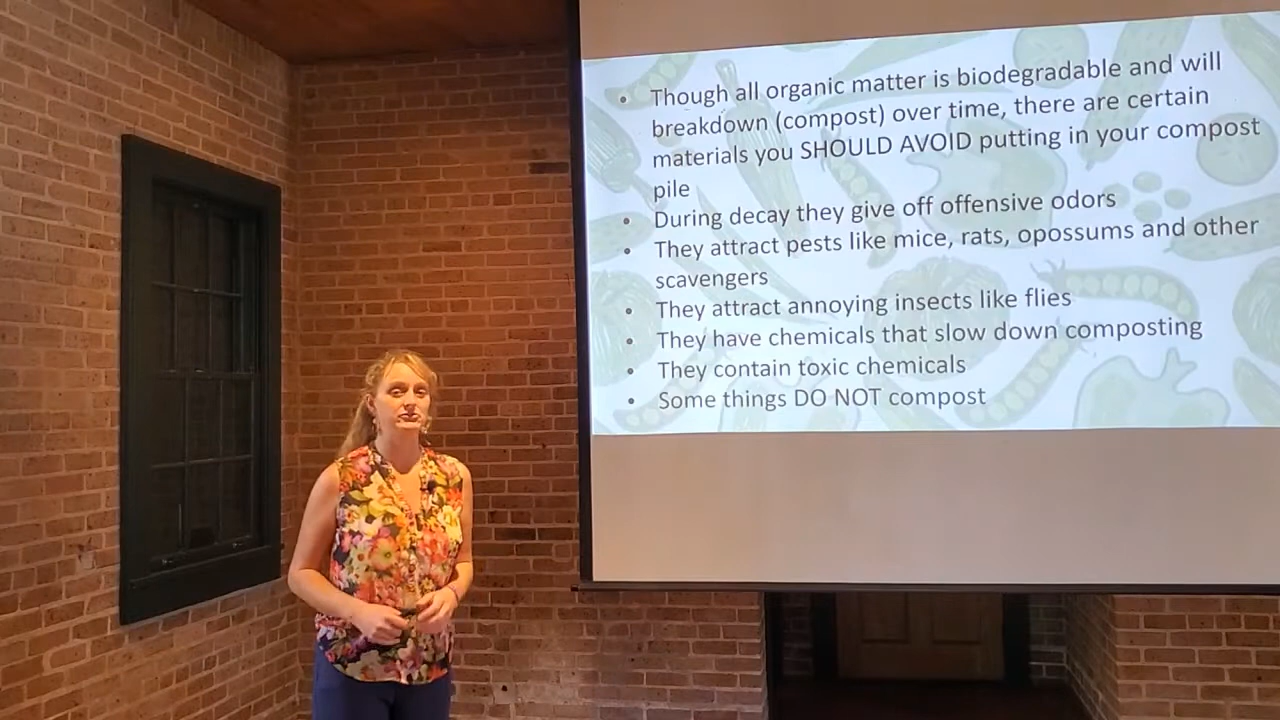 • Though all organic matter is biodegradable and will
breakdown (compost) over time, there are certain
materials you SHOULD AVOID putting in your compost
pile
• During decay they give off offensive odors
• They attract pests like mice, rats, opossums and other
scavengers
• They attract annoying insects like flies
• They have chemicals that slow down composting
• They contain toxic chemicals
• Some things DO NOT compost